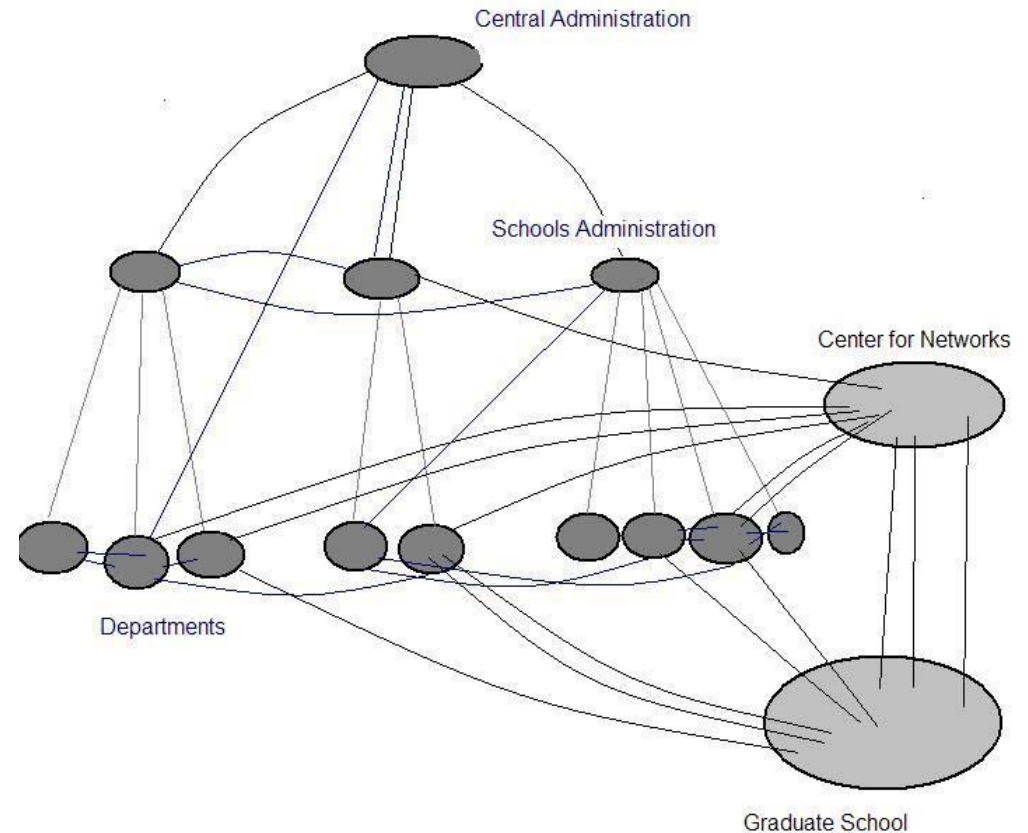 Central Administration
Schools Administration
Center for Networks
Departments
Graduate School